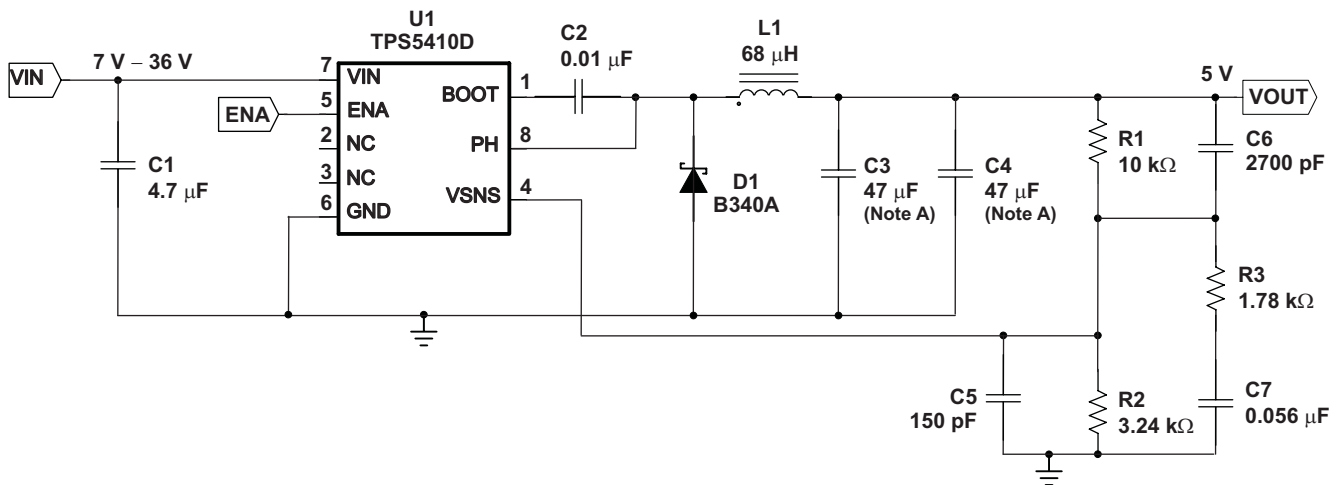 U1
TPS5410D
C2
0.01 μF
L1
68 μH
VIN
7 V – 36 V
7
VIN
5
ENA
ENA
2
NC
3
NC
6
GND
BOOT
1
PH
8
VSNS
4
5 V
VOUT
C1
4.7 μF
D1
B340A
C3
47 μF
(Note A)
C4
47 μF
(Note A)
R1
10 kΩ
C6
2700 pF
R3
1.78 kΩ
C5
150 pF
R2
3.24 kΩ
C7
0.056 μF